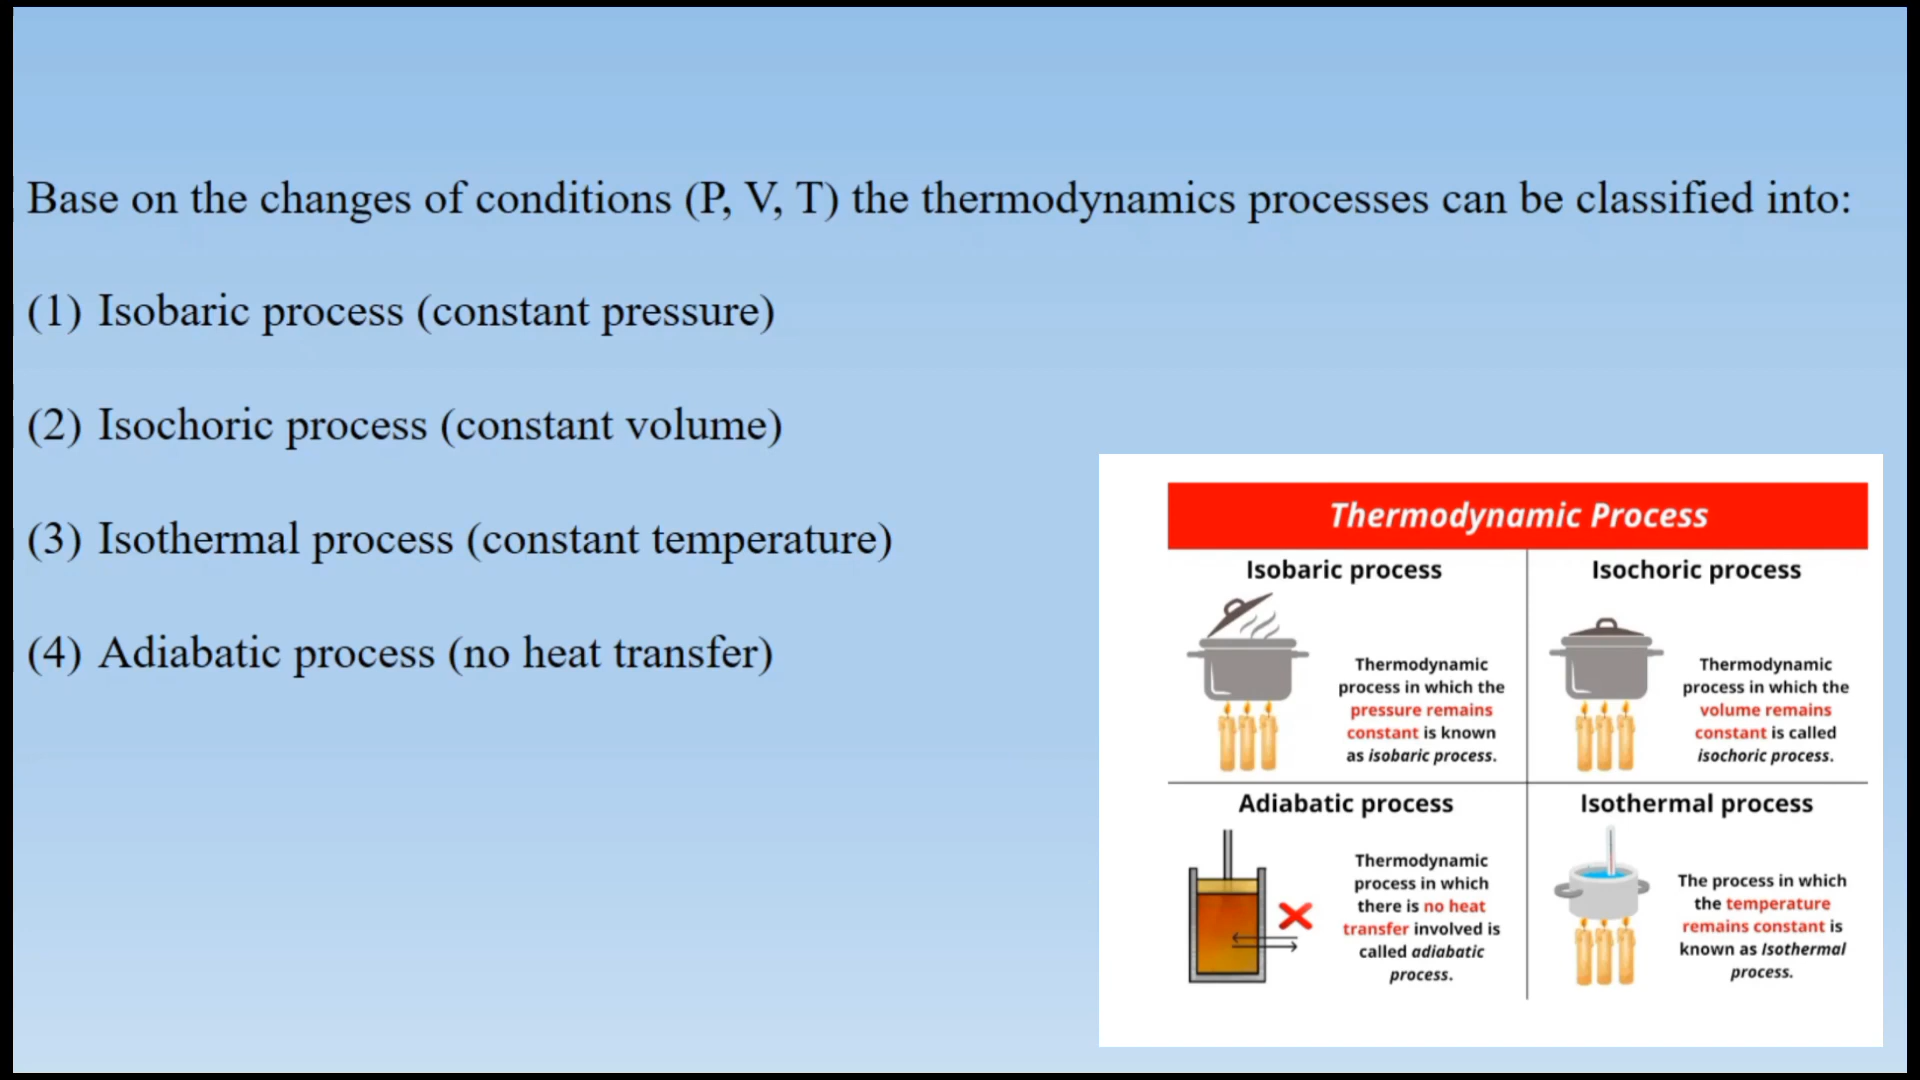 Base on the changes of conditions (P, V, T) the thermodynamics processes can be classified into:
(1) Isobaric process (constant pressure)
(2) Isochoric process (constant volume)
(3) Isothermal process (constant temperature)
(4) Adiabatic process (no heat transfer)
Thermodynamic Process
Isobaric process
Thermodynamic
process in which the
pressure remains
constant is known
as isobaric process.
Isochoric process
Thermodynamic
process in which the
volume remains
constant is called
isochoric process.
Adiabatic process
Thermodynamic
process in which
there is no heat
transfer involved is
called adiabatic
process.
Isothermal process
The process in which
the temperature
remains constant is
known as Isothermal
process.